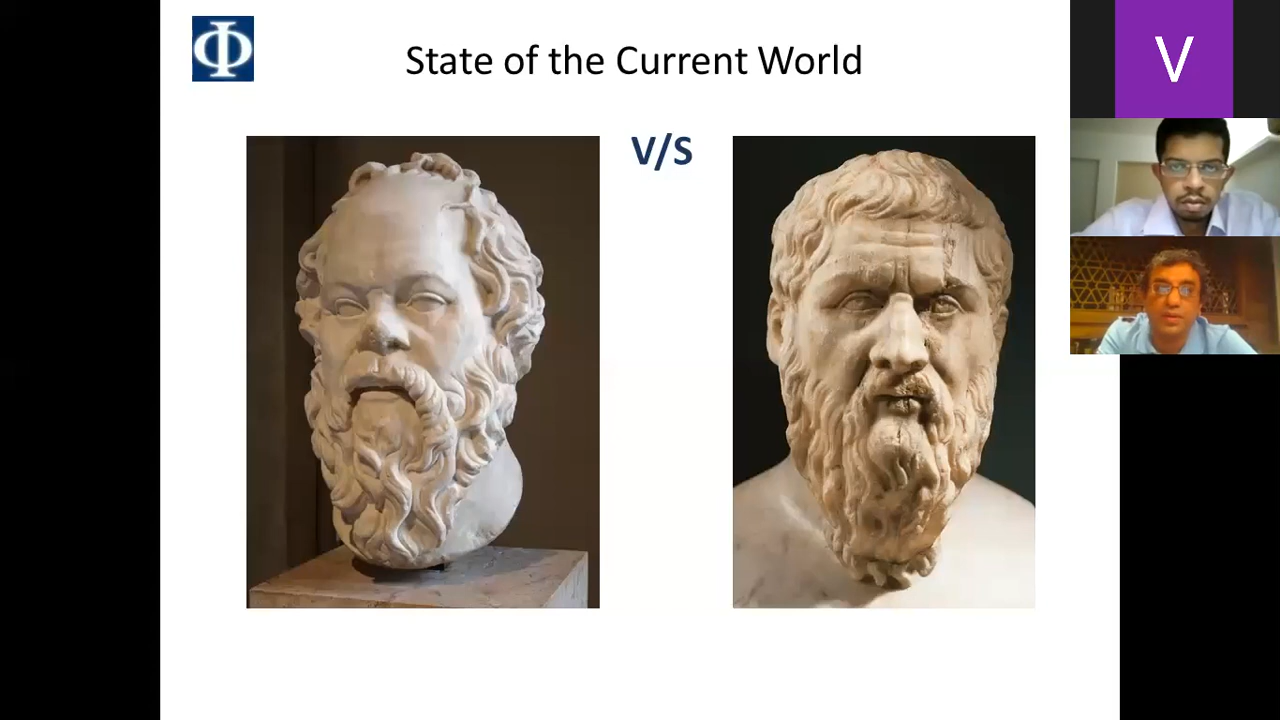 Φ
State of the Current World
V/S
V